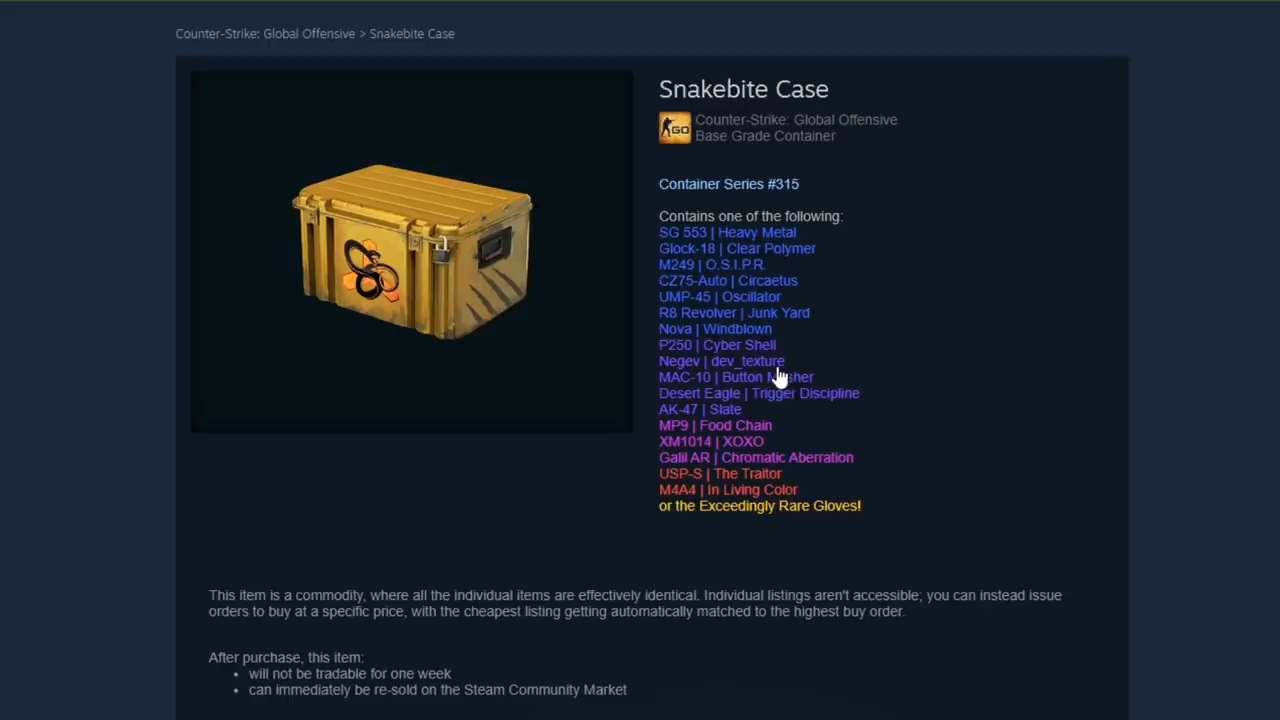 Counter-Strike: Global Offensive > Snakebite Case
Snakebite Case
GO
Counter-Strike: Global Offensive
Base Grade Container
Container Series #315
Contains one of the following:
SG 553 | Heavy Metal
Glock-18 | Clear Polymer
M249 | O.S.I.P.R.
CZ75-Auto | Circaetus
UMP-45 | Oscillator
R8 Revolver | Junk Yard
Nova | Windblown
P250 | Cyber Shell
Negev | dev_texture
MAC-10 | Button Masher
Desert Eagle | Trigger Discipline
AK-47 | Slate
MP9 | Food Chain
XM1014 | XOXO
Galil AR | Chromatic Aberration
USP-S | The Traitor
M4A4 | In Living Color
or the Exceedingly Rare Gloves!
This item is a commodity, where all the individual items are effectively identical. Individual listings aren't accessible; you can instead issue
orders to buy at a specific price, with the cheapest listing getting automatically matched to the highest buy order.
After purchase, this item:
• will not be tradable for one week
• can immediately be re-sold on the Steam Community Market